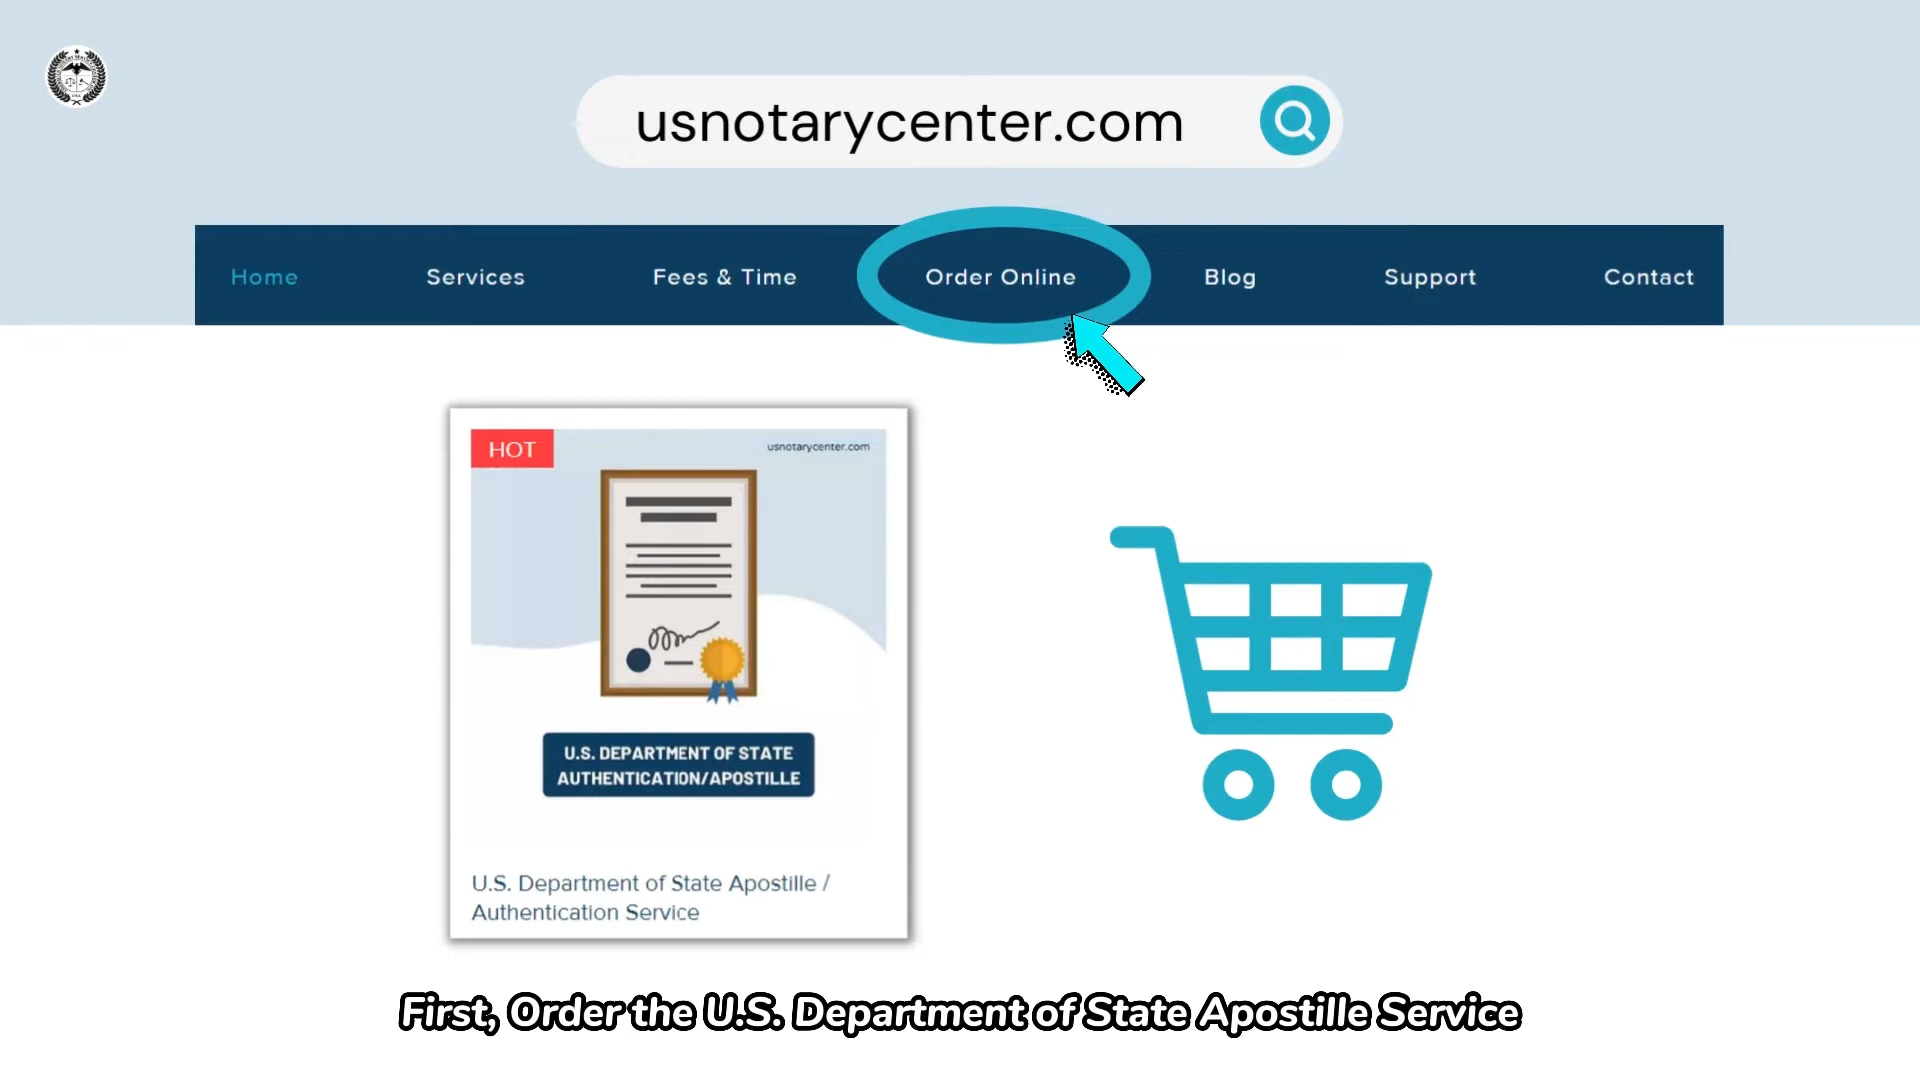 usnotarycenter.com
Home Services Fees & Time Order Online Blog Support Contact
HOT
usnotarycenter.com
U.S. DEPARTMENT OF STATE
AUTHENTICATION/APOSTILLE
U.S. Department of State Apostille /
Authentication Service
First, Order the U.S. Department of State Apostille Service